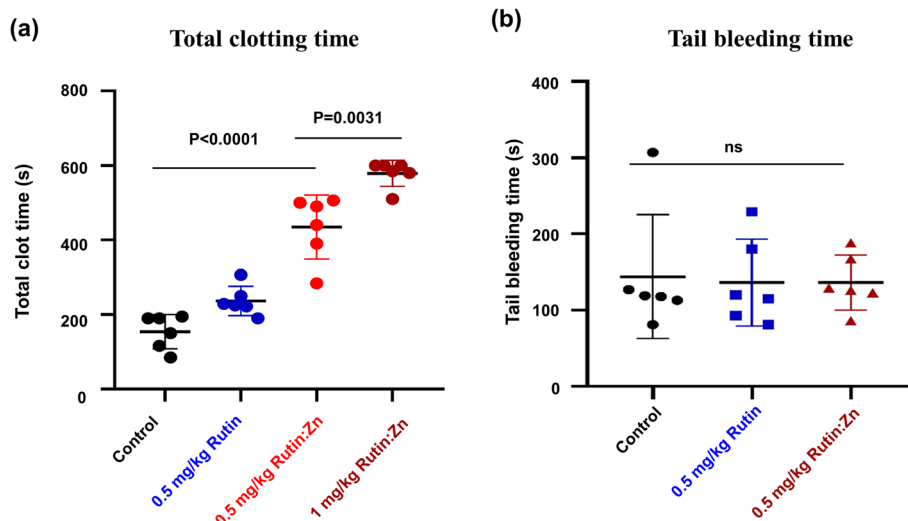 (a)
Total clotting time
Total clot time (s)
800
600
400
200
0
P<0.0001
P=0.0031
Control
0.5 mg/kg Rutin
0.5 mg/kg Rutin:Zn
1 mg/kg Rutin:Zn
(b)
Tail bleeding time
Tail bleeding time (s)
400
300
200
100
0
ns
Control
0.5 mg/kg Rutin
0.5 mg/kg Rutin:Zn